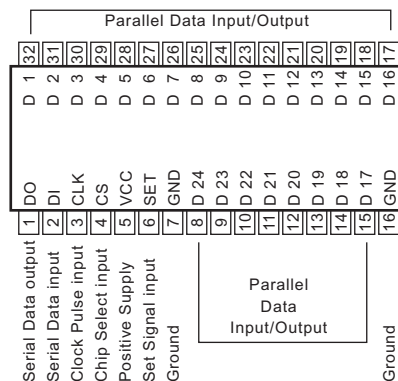 Parallel Data Input/Output
32 31 30 29 28 27 26 25 24 23 22 21 20 19 18 17
D 1 D 2 D 3 D 4 D 5 D 6 D 7 D 8 D 9 D 10 D 11 D 12 D 13 D 14 D 15 D 16
DO DI CLK CS VCC SET GND D 24 D 23 D 22 D 21 D 20 D 19 D 18 D 17 GND
1 2 3 4 5 6 7 8 9 10 11 12 13 14 15 16
Serial Data output
Serial Data input
Clock Pulse input
Chip Select input
Positive Supply
Set Signal input
Ground
Parallel
Data
Input/Output
Ground